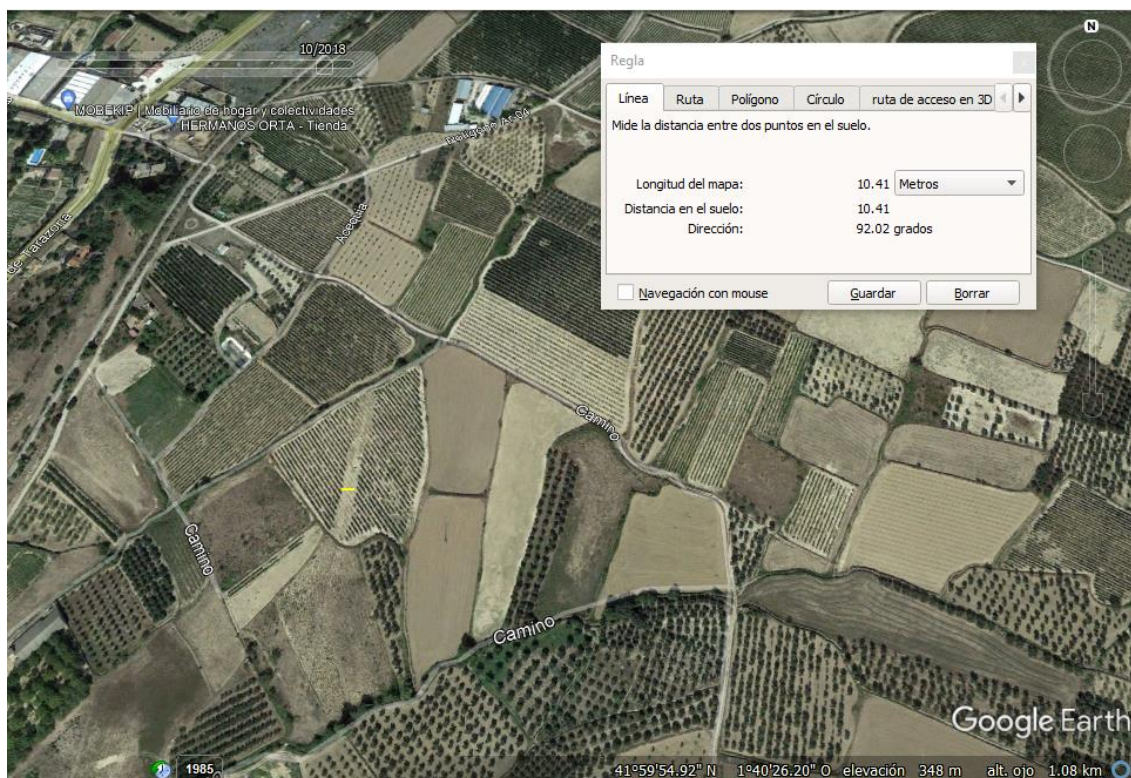 10/2018
MOBEKIP | Mobiliario de hogar y colectividades
HERMANOS ORTA - Tienda
Polígono Ar-04
de Tarazona
Acequia
Camino
Camino
Camino
N
Regla
Línea Ruta Polígono Círculo ruta de acceso en 3D
Mide la distancia entre dos puntos en el suelo.
Longitud del mapa: 10.41 Metros
Distancia en el suelo: 10.41
Dirección: 92.02 grados
Navegación con mouse Guardar Borrar
Google Earth
1985
41°59'54.92" N 1°40'26.20" O elevación 348 m alt. ojo 1.08 km